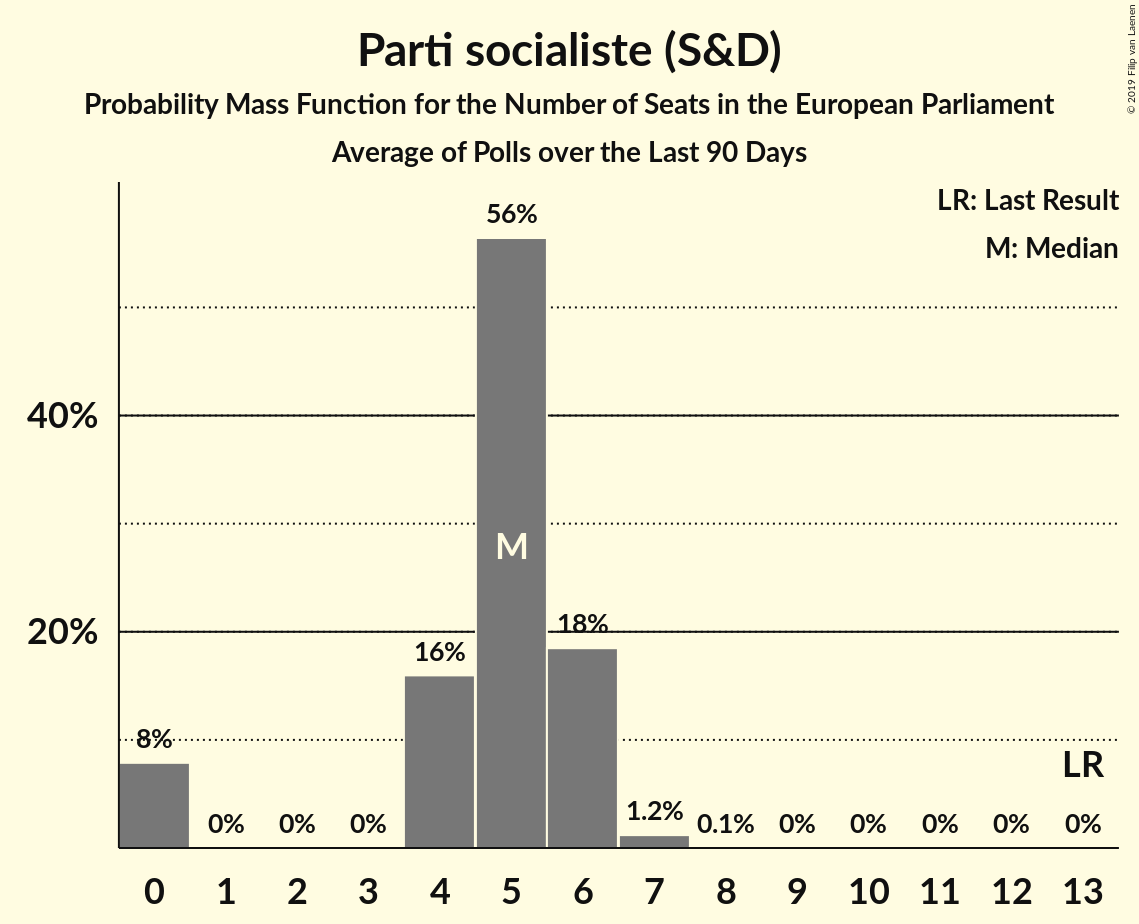 Parti socialiste (S&D)
Probability Mass Function for the Number of Seats in the European Parliament
Average of Polls over the Last 90 Days
© 2019 Filip van Laenen
LR: Last Result
M: Median
56%
40%
M
20%
18%
16%
8%
LR
1.2%
0% 0% 0% 0.1% 0% 0% 0% 0% 0%
0 1 2 3 4 5 6 7 8 9 10 11 12 13